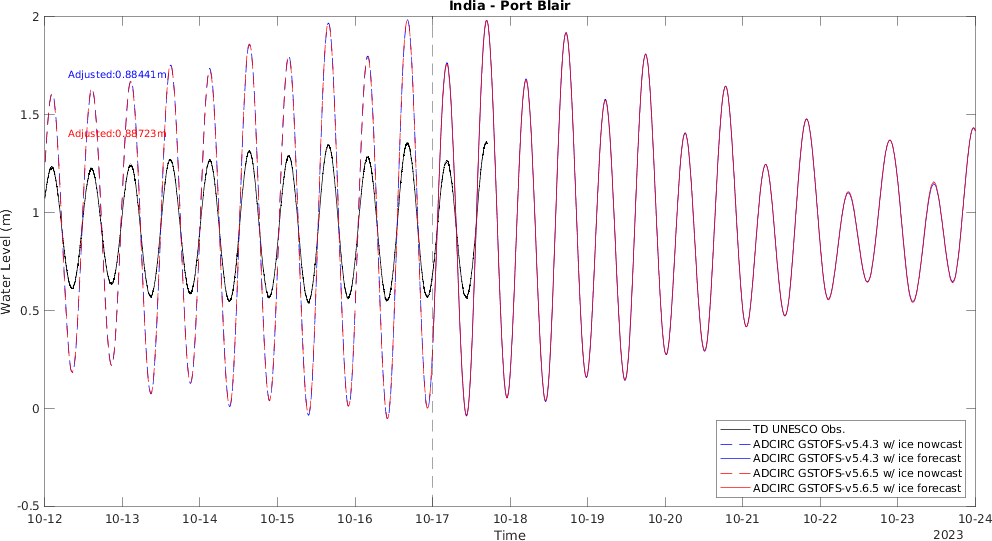 India - Port Blair
2
1.5
1
0.5
0
-0.5
Water Level (m)
Adjusted:0.88441m
Adjusted:0.88723m
TD UNESCO Obs.
ADCIRC GSTOFS-v5.4.3 w/ ice nowcast
ADCIRC GSTOFS-v5.4.3 w/ ice forecast
ADCIRC GSTOFS-v5.6.5 w/ ice nowcast
ADCIRC GSTOFS-v5.6.5 w/ ice forecast
10-12 10-13 10-14 10-15 10-16 10-17 10-18 10-19 10-20 10-21 10-22 10-23 10-24
Time
2023